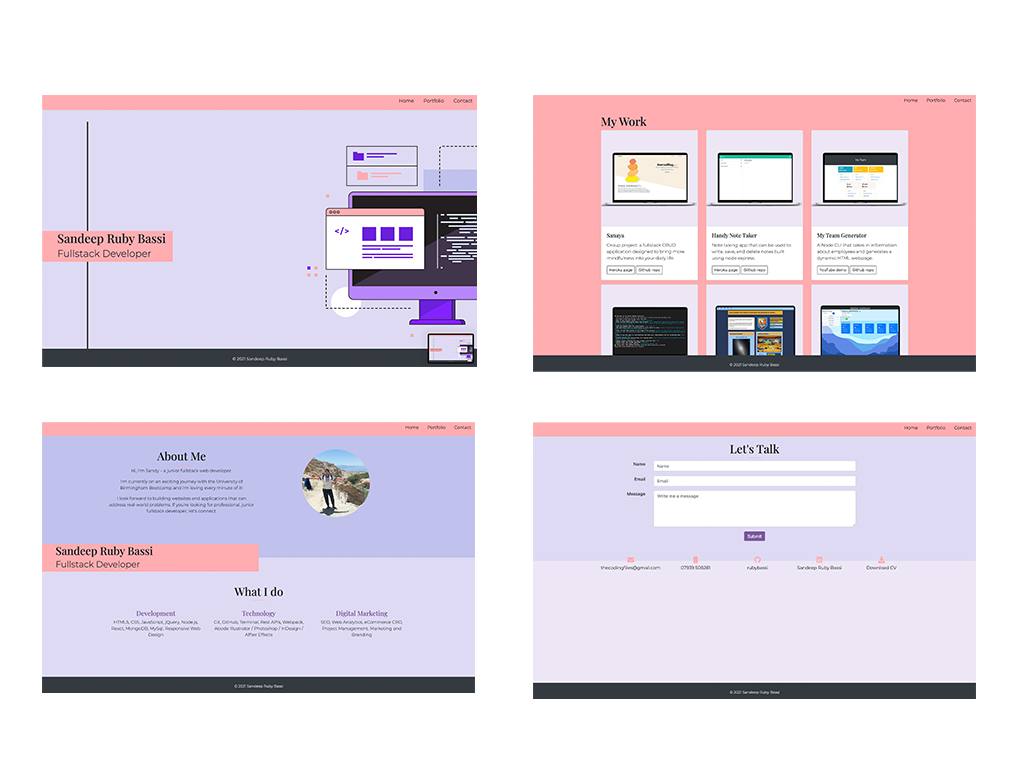 Home Portfolio Contact
</>
Sandeep Ruby Bassi
Fullstack Developer
© 2021 Sandeep Ruby Bassi
Home Portfolio Contact
My Work
Sanaya
Group project: a fullstack CRUD
application designed to bring more
mindfulness into your daily life.
Heroku page Github repo
Handy Note Taker
Note taking app that can be used to
write, save, and delete notes built
using node express.
Heroku page Github repo
My Team Generator
A Node CLI that takes in information
about employees and generates a
dynamic HTML webpage.
YouTube demo Github repo
© 2021 Sandeep Ruby Bassi
Home Portfolio Contact
About Me
Hi, I'm Sandy - a junior fullstack web developer.
I'm currently on an exciting journey with the University of
Birmingham Bootcamp and I'm loving every minute of it!
I look forward to building websites and applications that can
address real-world problems. If you're looking for professional, junior
fullstack developer, let's connect
Sandeep Ruby Bassi
Fullstack Developer
What I do
Development
HTML5, CSS, JavaScript, jQuery, Node.js,
React, MongoDB, MySql, Responsive Web
Design
Technology
Git, GitHub, Terminal, Rest APIs, Webpack,
Adobe Illustrator / Photoshop / InDesign /
Affter Effects
Digital Marketing
SEO, Web Analytics, eCommerce CRO,
Project Management, Marketing and
Branding
© 2021 Sandeep Ruby Bassi
Home Portfolio Contact
Let's Talk
Name Name
Email Email
Message Write me a message
Submit
thecodingfiles@gmail.com
rubybassi
Sandeep Ruby Bassi
Download CV
© 2021 Sandeep Ruby Bassi